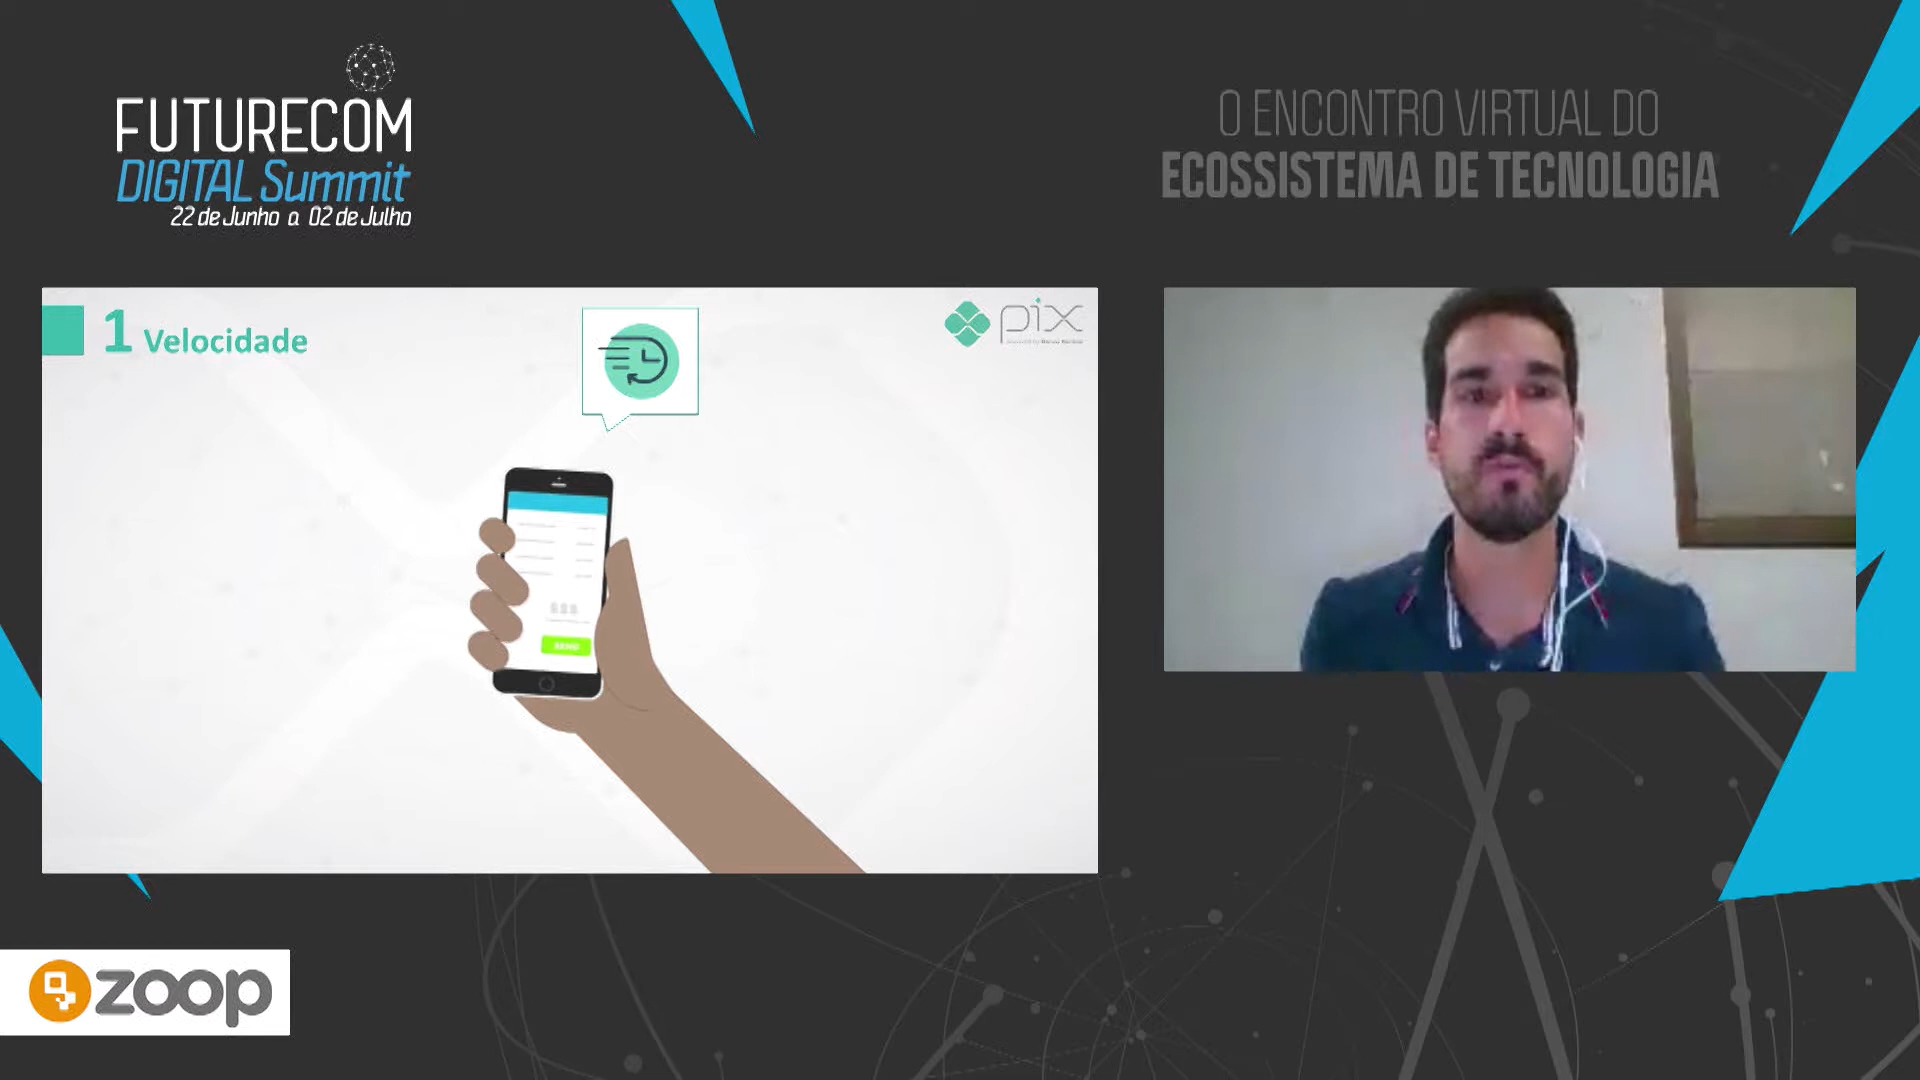 FUTURECOM
DIGITAL Summit
22 de Junho a 02 de Julho
O ENCONTRO VIRTUAL DO
ECOSSISTEMA DE TECNOLOGIA
1 Velocidade
pix
$$$
zoop